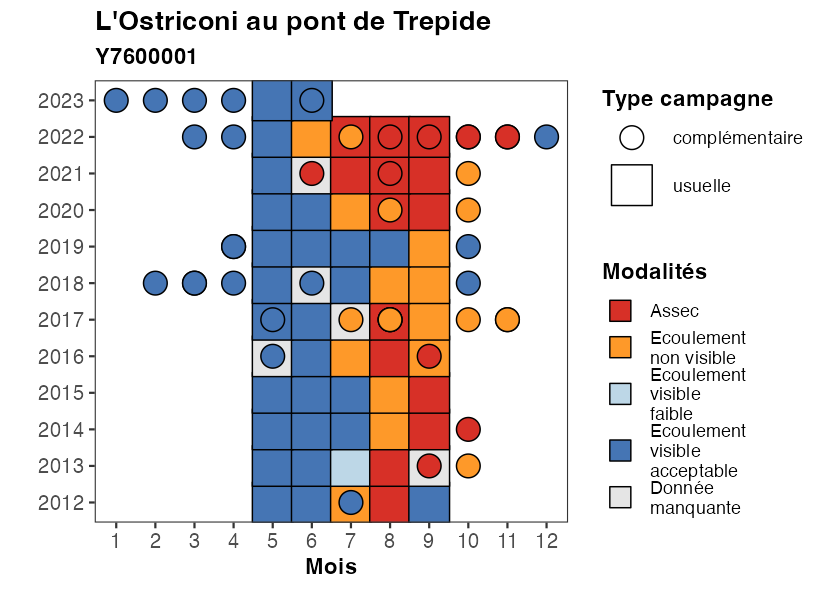 L'Ostriconi au pont de Trepide
Y7600001
2023
2022
2021
2020
2019
2018
2017
2016
2015
2014
2013
2012
1 2 3 4 5 6 7 8 9 10 11 12
Mois
Type campagne
complémentaire
usuelle
Modalités
Assec
Ecoulement
non visible
Ecoulement
visible
faible
Ecoulement
visible
acceptable
Donnée
manquante